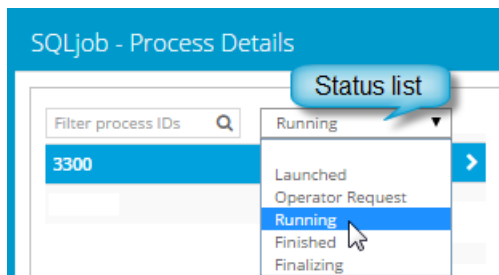 SQLjob - Process Details
Status list
Filter process IDs
Running
3300
Launched
Operator Request
Running
Finished
Finalizing